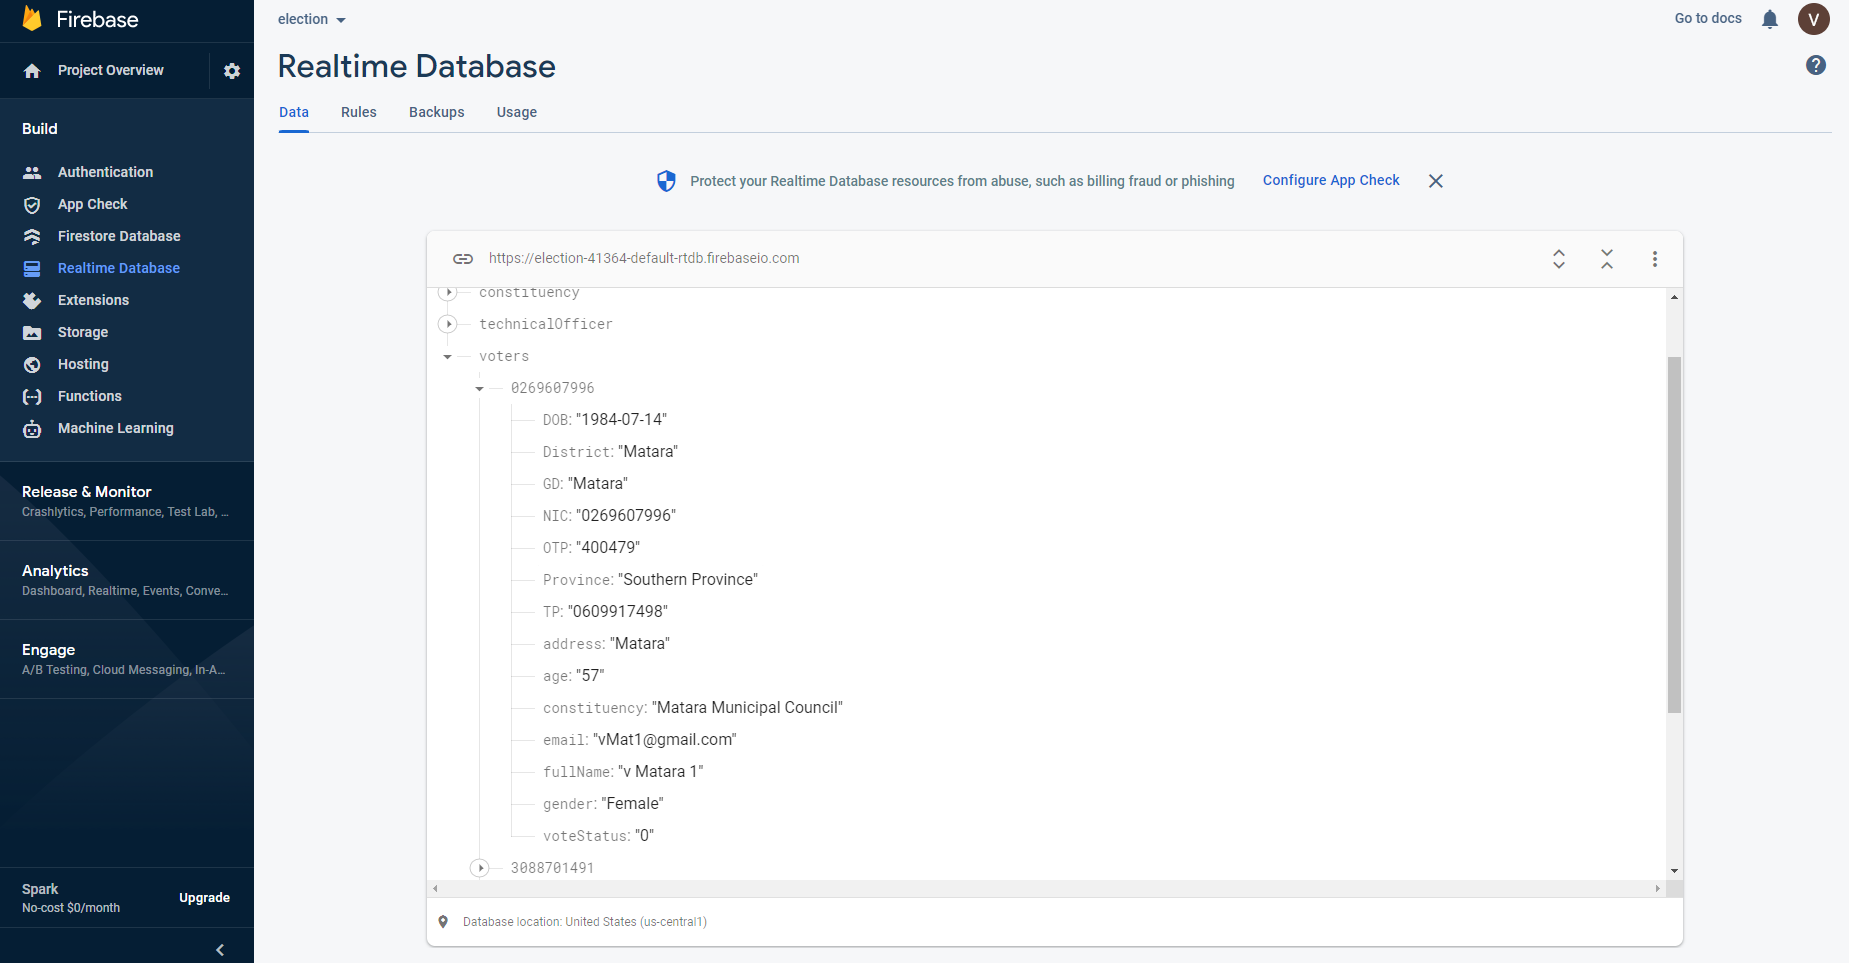 Firebase
Project Overview
Build
Authentication
App Check
Firestore Database
Realtime Database
Extensions
Storage
Hosting
Functions
Machine Learning
Release & Monitor
Crashlytics, Performance, Test Lab, …
Analytics
Dashboard, Realtime, Events, Conve…
Engage
A/B Testing, Cloud Messaging, In-A…
Spark
No-cost $0/month
Upgrade
election
Go to docs
V
Realtime Database
?
Data Rules Backups Usage
Protect your Realtime Database resources from abuse, such as billing fraud or phishing Configure App Check
https://election-41364-default-rtdb.firebaseio.com
constituency
technicalOfficer
voters
0269607996
DOB: "1984-07-14"
District: "Matara"
GD: "Matara"
NIC: "0269607996"
OTP: "400479"
Province: "Southern Province"
TP: "0609917498"
address: "Matara"
age: "57"
constituency: "Matara Municipal Council"
email: "vMat1@gmail.com"
fullName: "v Matara 1"
gender: "Female"
voteStatus: "0"
3088701491
Database location: United States (us-central1)